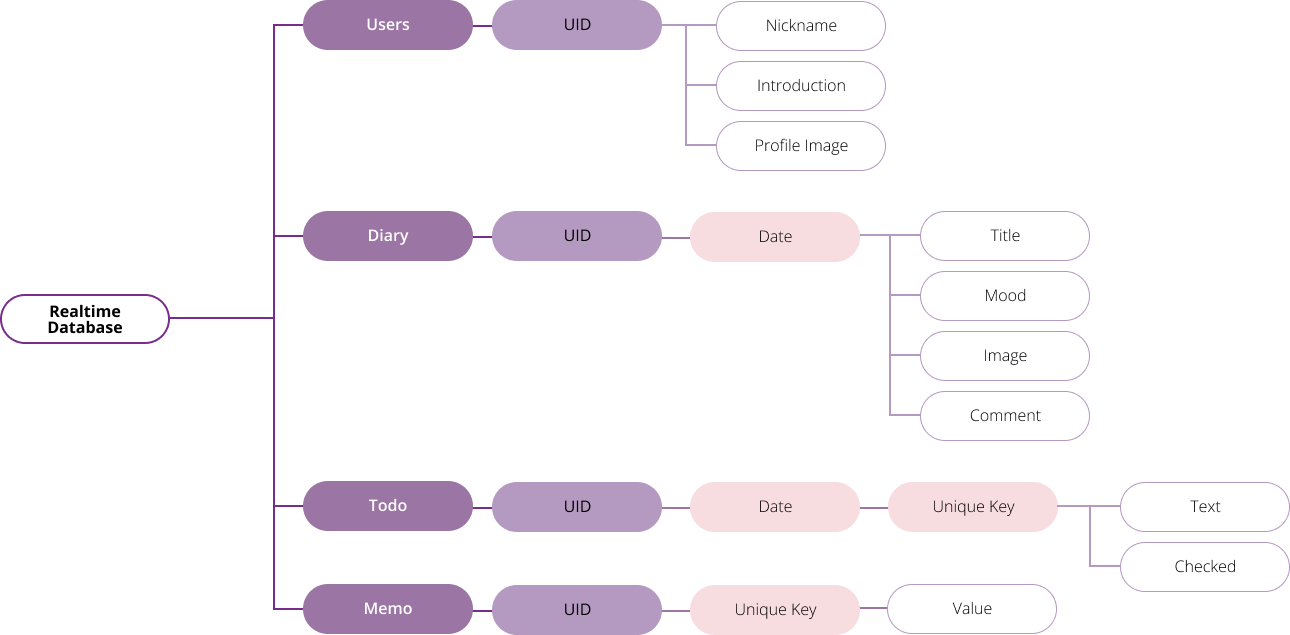 Users
UID
Nickname
Introduction
Profile Image
Diary
UID
Date
Title
Mood
Image
Comment
Realtime
Database
Todo
UID
Date
Unique Key
Text
Checked
Memo
UID
Unique Key
Value